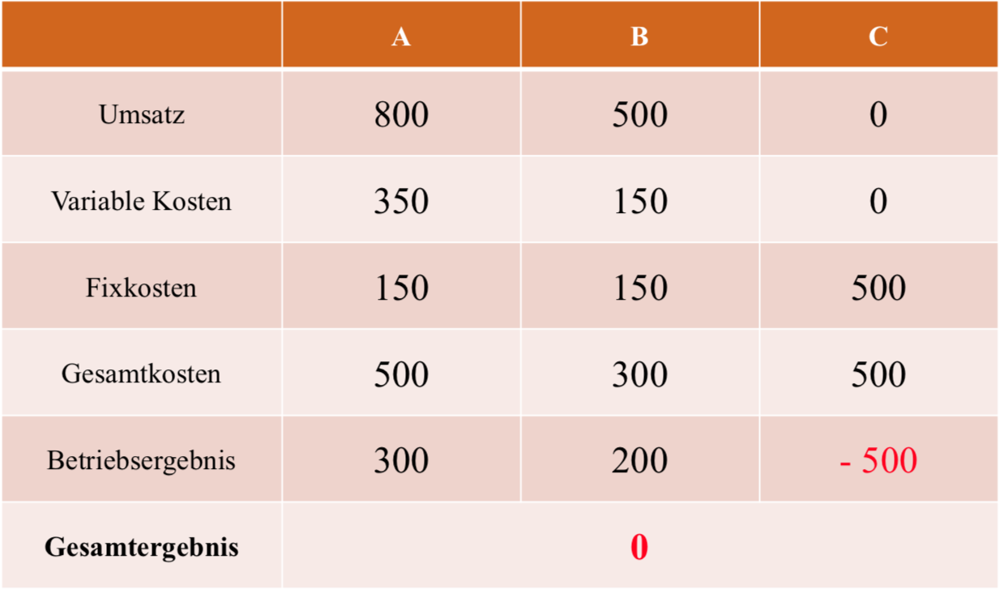 A B C
Umsatz 800 500 0
Variable Kosten 350 150 0
Fixkosten 150 150 500
Gesamtkosten 500 300 500
Betriebsergebnis 300 200 - 500
Gesamtergebnis 0